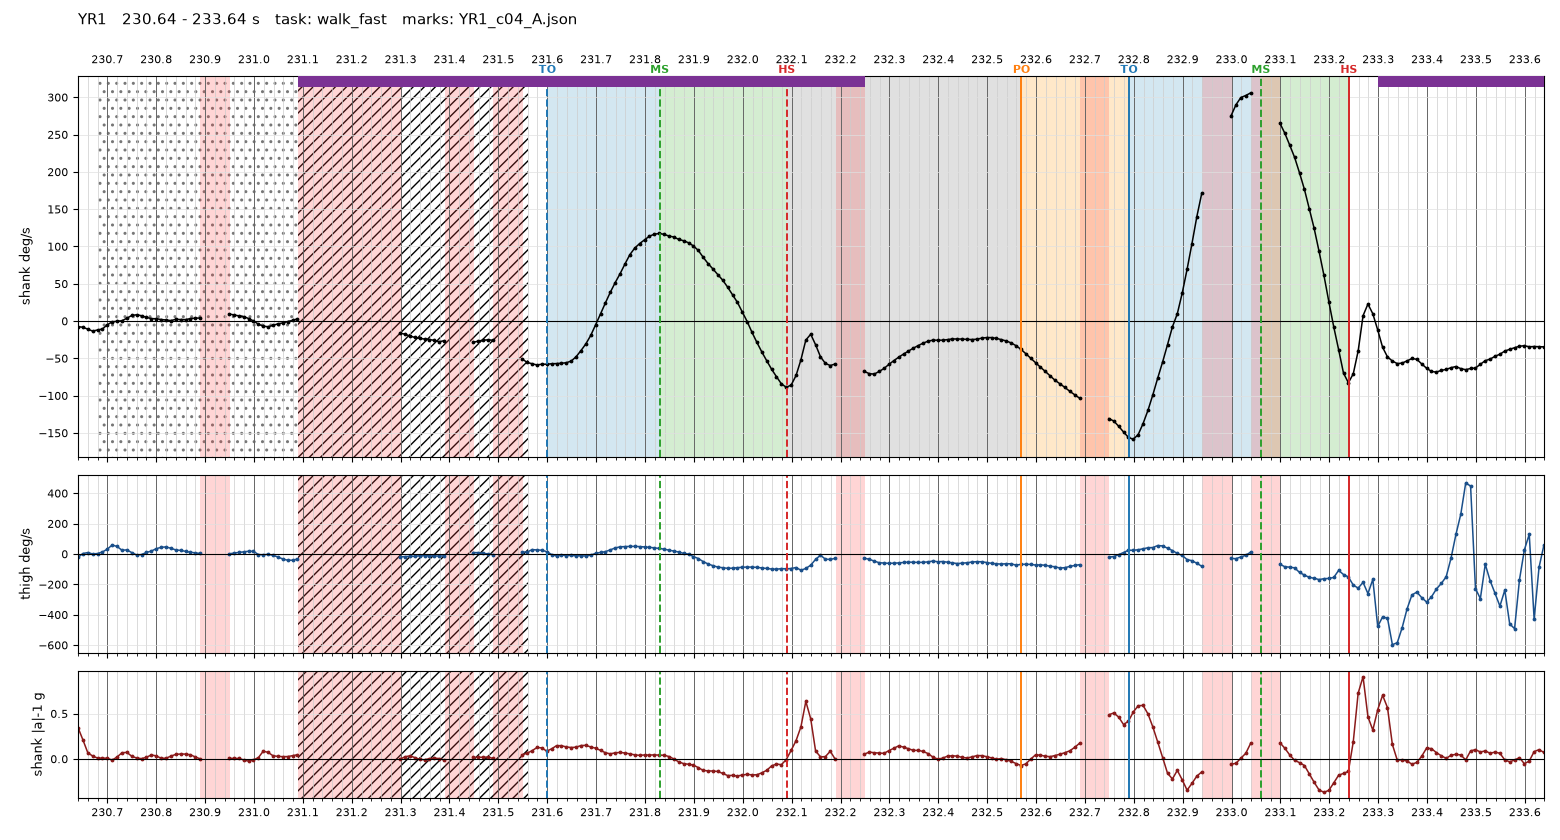 YR1   230.64 - 233.64 s   task: walk_fast   marks: YR1_c04_A.json
230.7 230.8 230.9 231.0 231.1 231.2 231.3 231.4 231.5 231.6 231.7 231.8 231.9 232.0 232.1 232.2 232.3 232.4 232.5 232.6 232.7 232.8 232.9 233.0 233.1 233.2 233.3 233.4 233.5 233.6
TO MS HS PO TO MS HS
shank deg/s
300
250
200
150
100
50
0
−50
−100
−150
thigh deg/s
400
200
0
−200
−400
−600
shank |a|-1 g
0.5
0.0
230.7 230.8 230.9 231.0 231.1 231.2 231.3 231.4 231.5 231.6 231.7 231.8 231.9 232.0 232.1 232.2 232.3 232.4 232.5 232.6 232.7 232.8 232.9 233.0 233.1 233.2 233.3 233.4 233.5 233.6